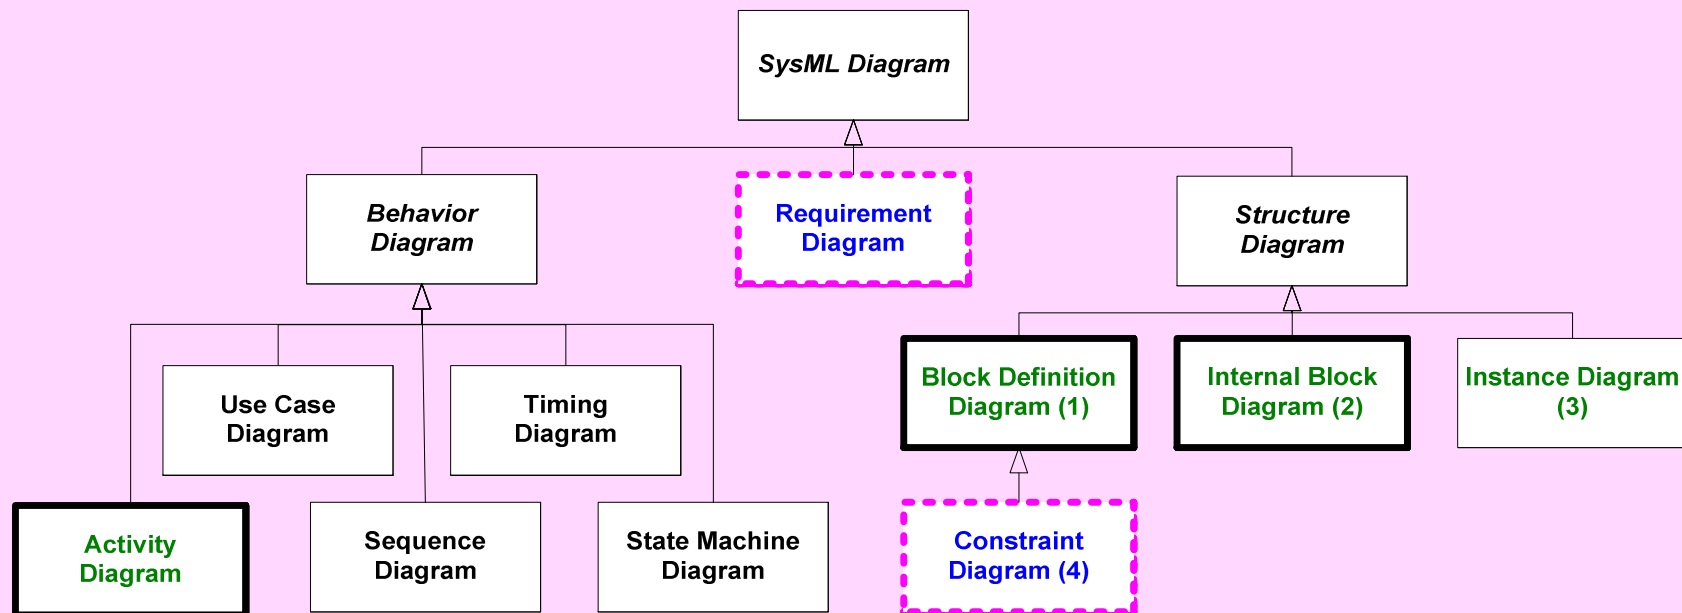 SysML Diagram
Behavior
Diagram
Requirement
Diagram
Structure
Diagram
Use Case
Diagram
Timing
Diagram
Block Definition
Diagram (1)
Internal Block
Diagram (2)
Instance Diagram
(3)
Activity
Diagram
Sequence
Diagram
State Machine
Diagram
Constraint
Diagram (4)